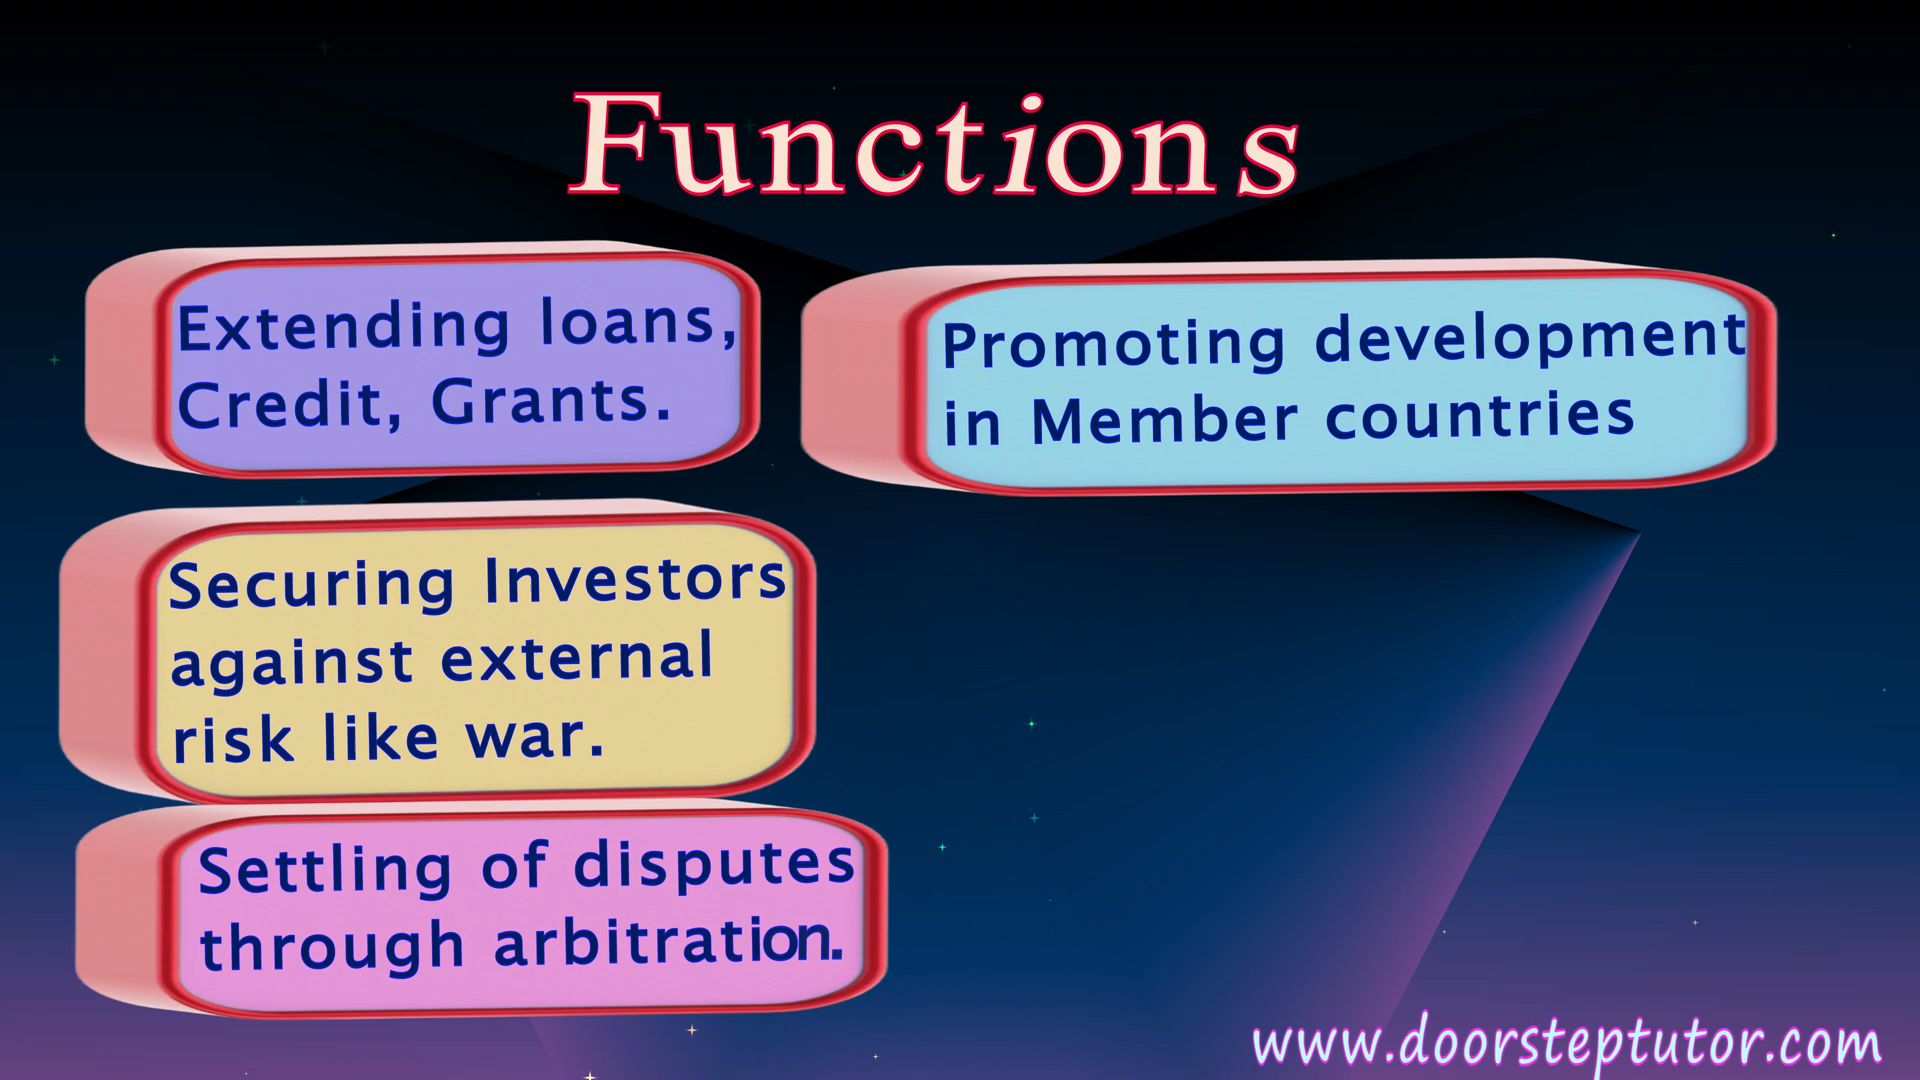 Functions
Extending loans,
Credit, Grants.
Promoting development
in Member countries
Securing Investors
against external
risk like war.
Settling of disputes
through arbitration.
www.doorsteptutor.com